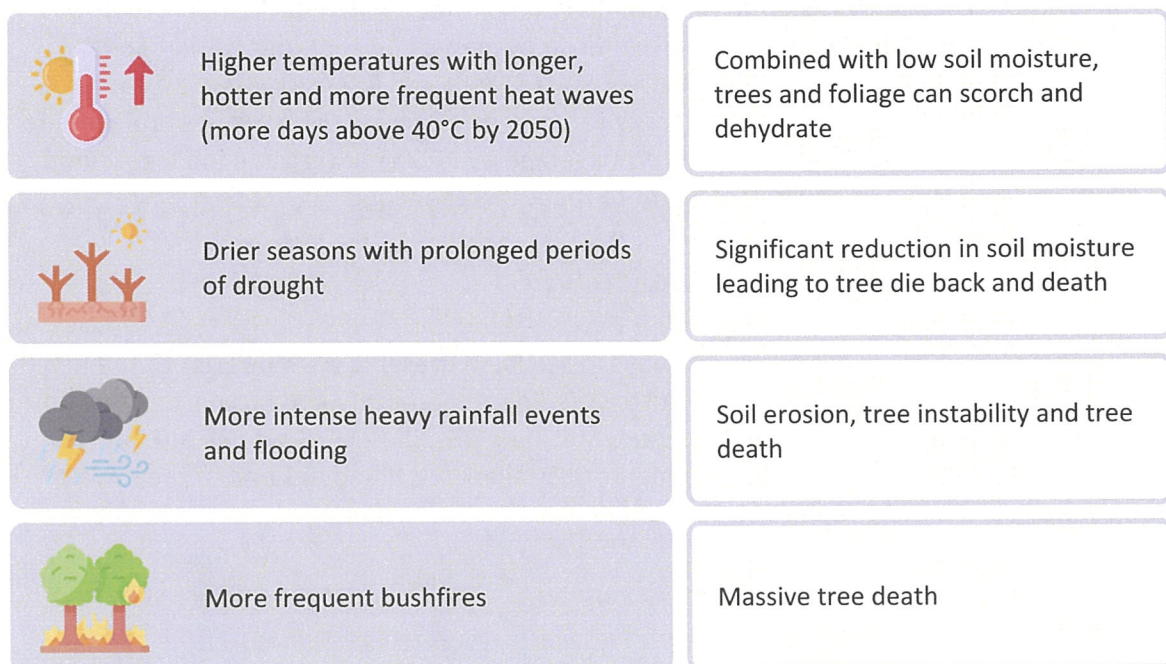 Higher temperatures with longer,
hotter and more frequent heat waves
(more days above 40°C by 2050)
Combined with low soil moisture,
trees and foliage can scorch and
dehydrate
Drier seasons with prolonged periods
of drought
Significant reduction in soil moisture
leading to tree die back and death
More intense heavy rainfall events
and flooding
Soil erosion, tree instability and tree
death
More frequent bushfires
Massive tree death